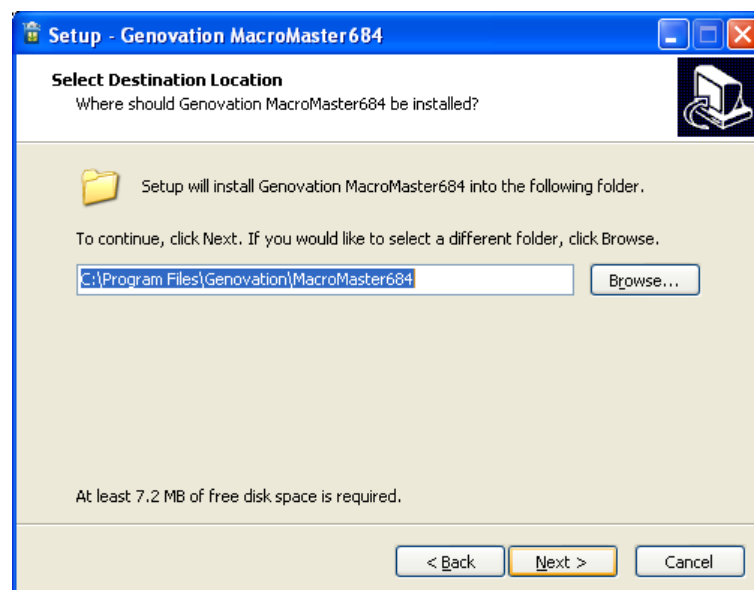 Setup - Genovation MacroMaster684
Select Destination Location
Where should Genovation MacroMaster684 be installed?
Setup will install Genovation MacroMaster684 into the following folder.
To continue, click Next. If you would like to select a different folder, click Browse.
C:\Program Files\Genovation\MacroMaster684
Browse...
At least 7.2 MB of free disk space is required.
< Back
Next >
Cancel